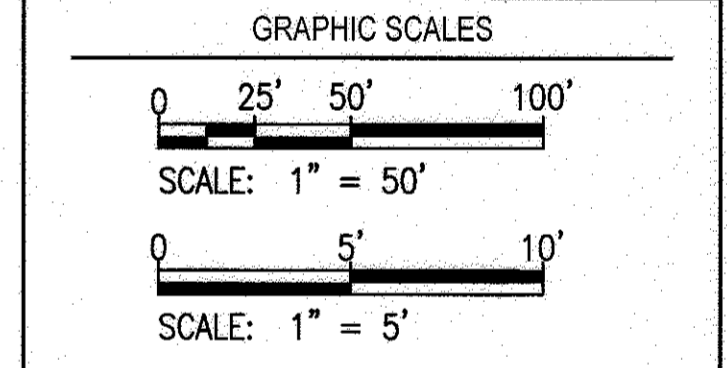 GRAPHIC SCALES
0 25' 50' 100'
SCALE: 1" = 50'
0 5' 10'
SCALE: 1" = 5'